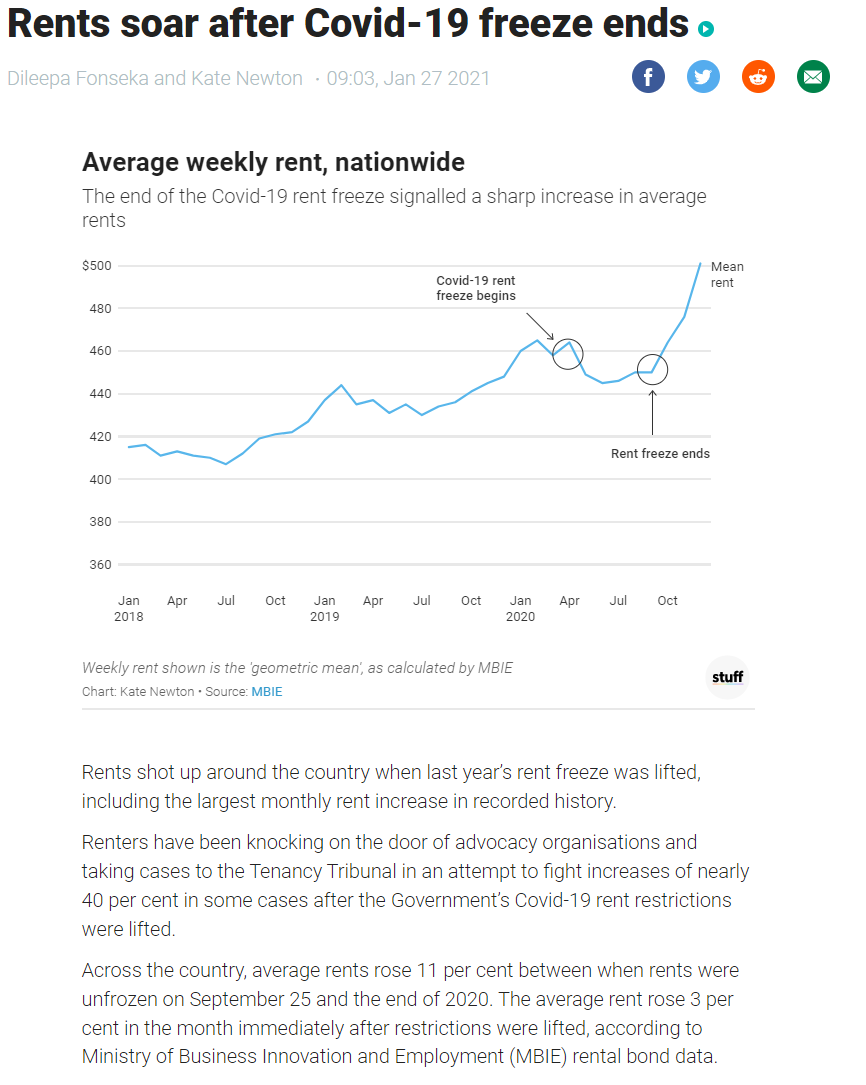 Rents soar after Covid-19 freeze ends
Dileepa Fonseka and Kate Newton · 09:03, Jan 27 2021
f
Average weekly rent, nationwide
The end of the Covid-19 rent freeze signalled a sharp increase in average
rents
$500
480
460
440
420
400
380
360
Mean
rent
Covid-19 rent
freeze begins
Rent freeze ends
Jan Apr Jul Oct Jan Apr Jul Oct Jan Apr Jul Oct
2018 2019 2020
Weekly rent shown is the 'geometric mean', as calculated by MBIE
Chart: Kate Newton • Source: MBIE
stuff
Rents shot up around the country when last year’s rent freeze was lifted,
including the largest monthly rent increase in recorded history.
Renters have been knocking on the door of advocacy organisations and
taking cases to the Tenancy Tribunal in an attempt to fight increases of nearly
40 per cent in some cases after the Government’s Covid-19 rent restrictions
were lifted.
Across the country, average rents rose 11 per cent between when rents were
unfrozen on September 25 and the end of 2020. The average rent rose 3 per
cent in the month immediately after restrictions were lifted, according to
Ministry of Business Innovation and Employment (MBIE) rental bond data.